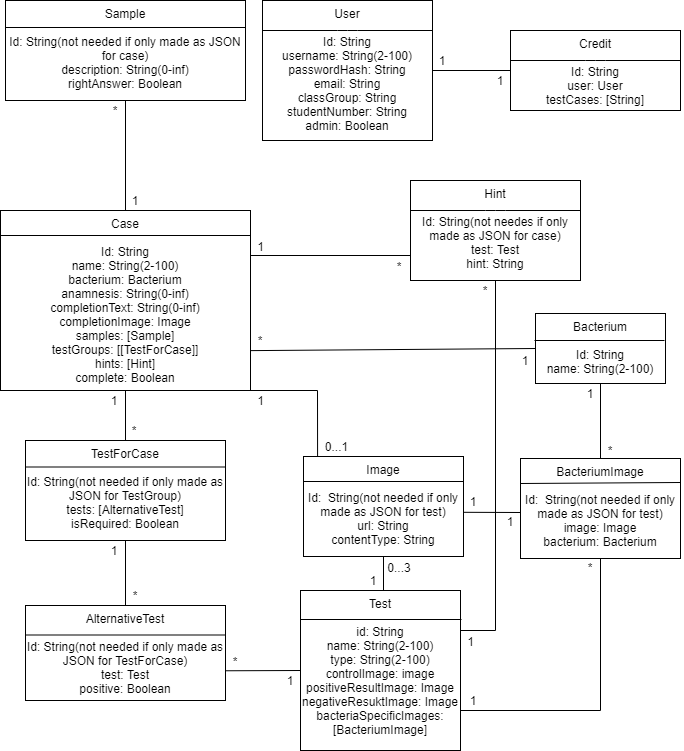 Sample
Id: String(not needed if only made as JSON
for case)
description: String(0-inf)
rightAnswer: Boolean
User
Id: String
username: String(2-100)
passwordHash: String
email: String
classGroup: String
studentNumber: String
admin: Boolean
1
1
Credit
Id: String
user: User
testCases: [String]
*
1
Case
Id: String
name: String(2-100)
bacterium: Bacterium
anamnesis: String(0-inf)
completionText: String(0-inf)
completionImage: Image
samples: [Sample]
testGroups: [[TestForCase]]
hints: [Hint]
complete: Boolean
1
*
Hint
Id: String(not needes if only
made as JSON for case)
test: Test
hint: String
*
*
1
Bacterium
Id: String
name: String(2-100)
1
*
1
*
1
0...1
TestForCase
Id: String(not needed if only made as
JSON for TestGroup)
tests: [AlternativeTest]
isRequired: Boolean
Image
Id:  String(not needed if only
made as JSON for test)
url: String
contentType: String
1
1
BacteriumImage
Id:  String(not needed if only
made as JSON for test)
image: Image
bacterium: Bacterium
*
1
*
0...3
1
AlternativeTest
Id: String(not needed if only made as
JSON for TestForCase)
test: Test
positive: Boolean
*
1
Test
id: String
name: String(2-100)
type: String(2-100)
controlImage: image
positiveResultImage: Image
negativeResuktImage: Image
bacteriaSpecificImages:
[BacteriumImage]
1
1